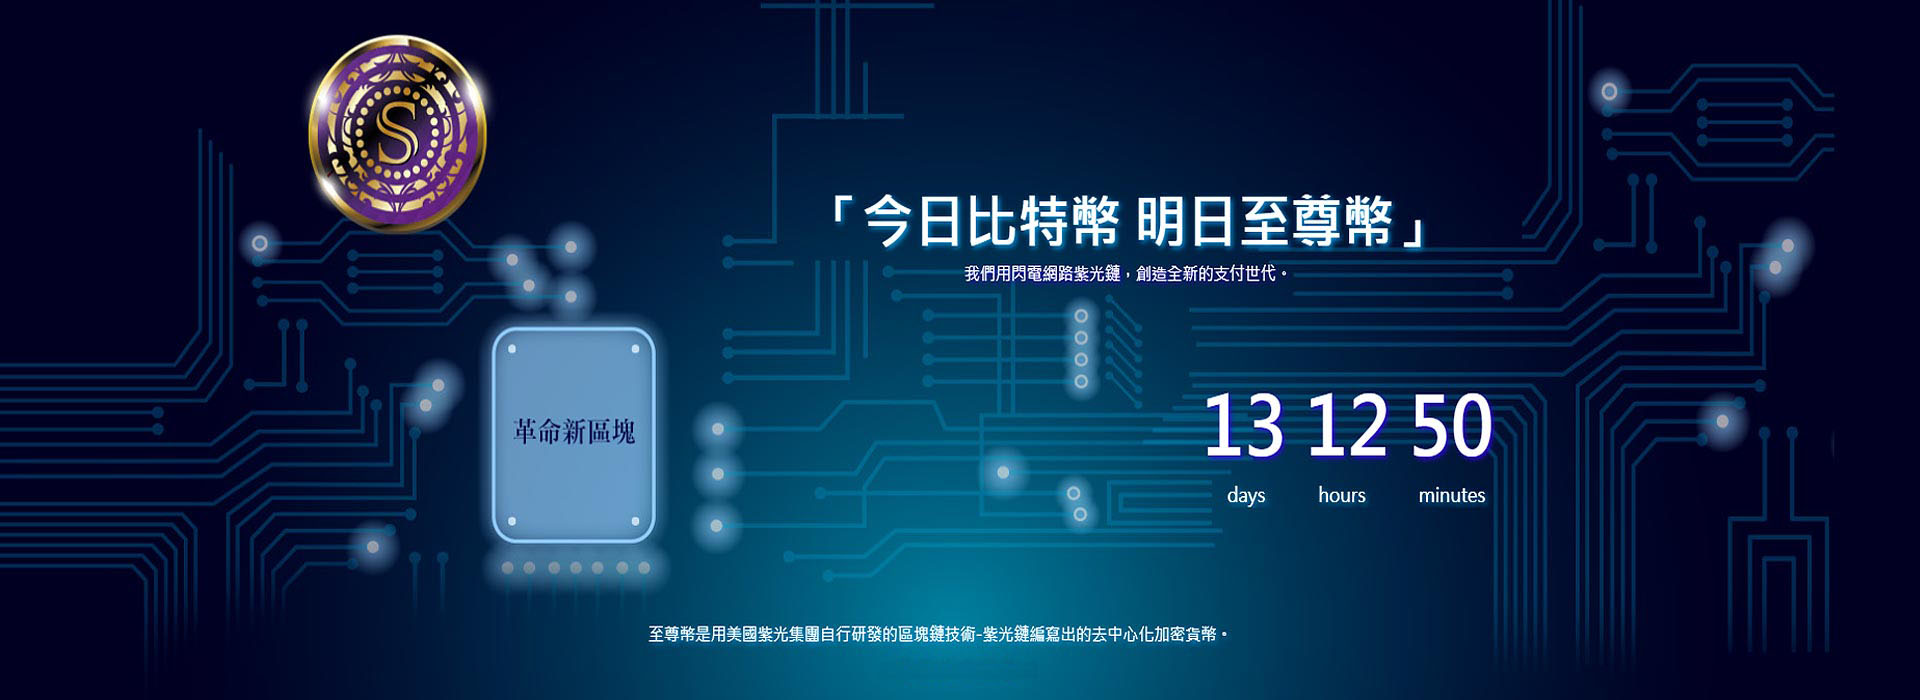 S
「今日比特幣 明日至尊幣」
我們用閃電網路紫光鏈，創造全新的支付世代。
革命新區塊
13 12 50
days hours minutes
至尊幣是用美國紫光集團自行研發的區塊鏈技術-紫光鏈編寫出的去中心化加密貨幣。